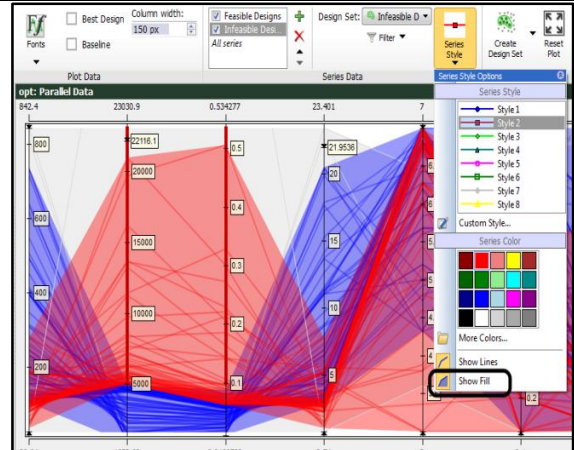 Best Design
Baseline
Column width:
150 px
Fonts
Plot Data
Feasible Designs
Infeasible Desi...
All series
Design Set:
Infeasible D
Filter
Series Style
Create Design Set
Reset Plot
Series Data
opt: Parallel Data
842.4
23030.9
0.534277
23.401
7
800
22116.1
0.5
21.9536
20000
20
600
0.4
15000
15
0.3
400
10000
10
0.2
200
5000
0.1
5
0.2
Series Style Options
Series Style
Style 1
Style 2
Style 3
Style 4
Style 5
Style 6
Style 7
Style 8
Custom Style...
Series Color
More Colors...
Show Lines
Show Fill